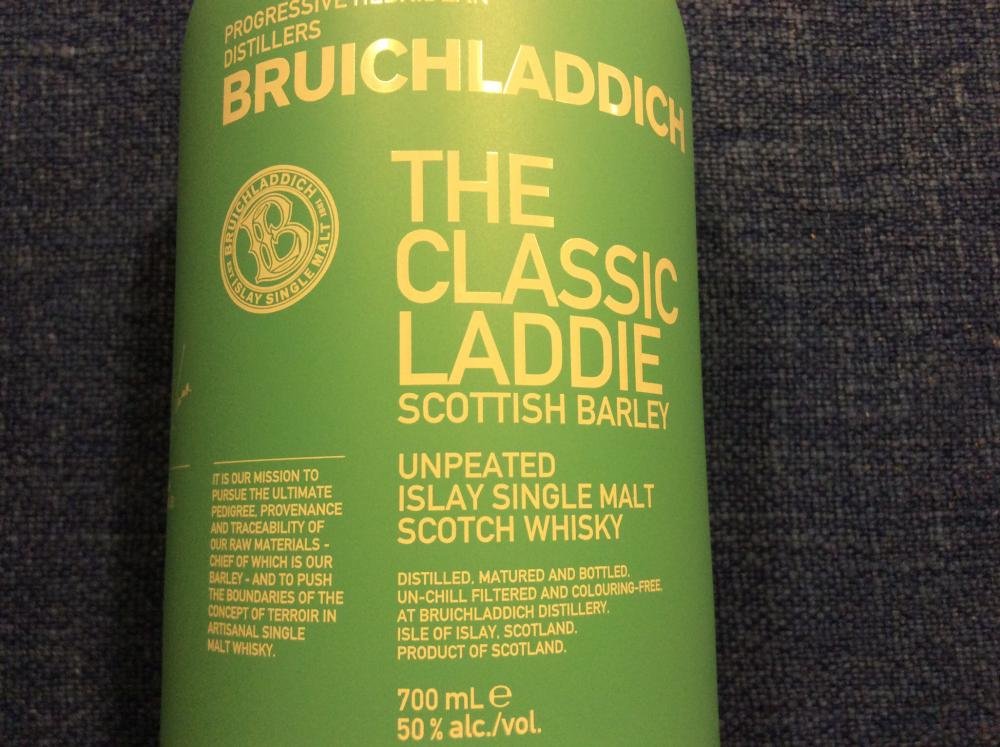 PROGRESSIVE HEBRIDEAN
DISTILLERS
BRUICHLADDICH
BRUICHLADDICH 1881
ISLAY SINGLE MALT
B
THE
CLASSIC
LADDIE
SCOTTISH BARLEY
UNPEATED
ISLAY SINGLE MALT
SCOTCH WHISKY
IT IS OUR MISSION TO
PURSUE THE ULTIMATE
PEDIGREE, PROVENANCE
AND TRACEABILITY OF
OUR RAW MATERIALS -
CHIEF OF WHICH IS OUR
BARLEY - AND TO PUSH
THE BOUNDARIES OF THE
CONCEPT OF TERROIR IN
ARTISANAL SINGLE
MALT WHISKY.
DISTILLED, MATURED AND BOTTLED,
UN-CHILL FILTERED AND COLOURING-FREE,
AT BRUICHLADDICH DISTILLERY,
ISLE OF ISLAY, SCOTLAND.
PRODUCT OF SCOTLAND.
700 mL e
50 % alc./vol.